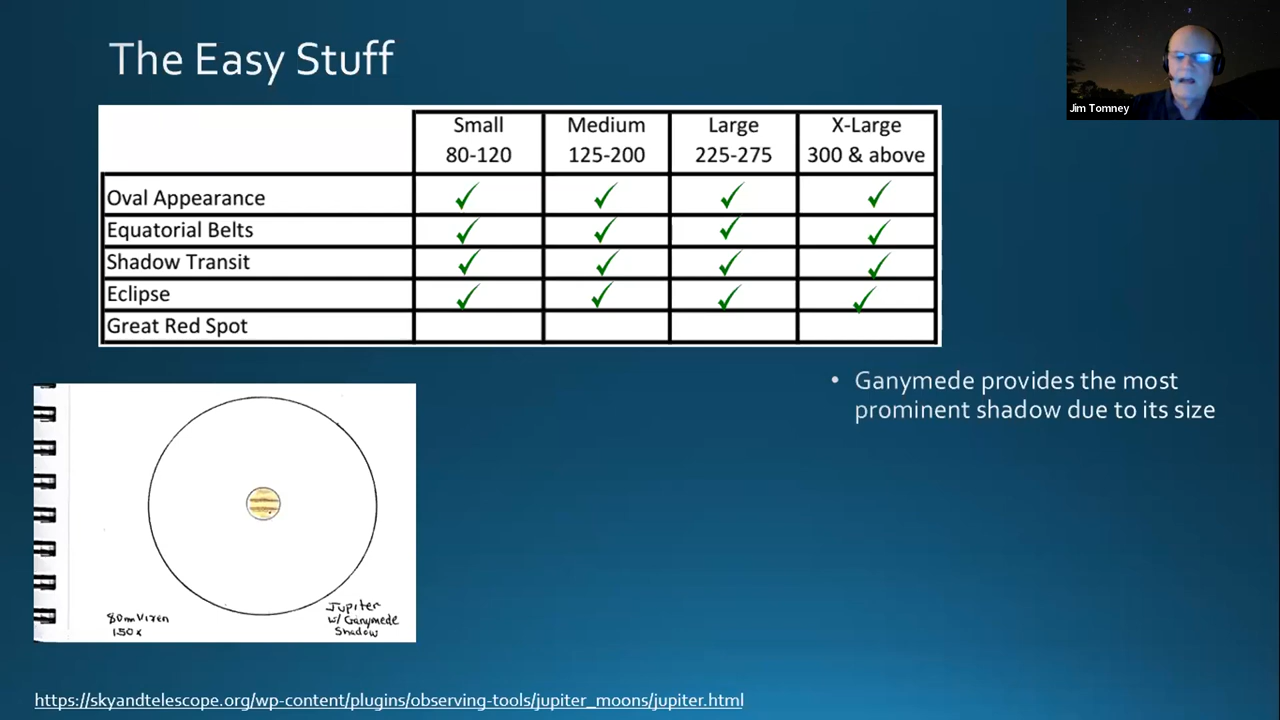 The Easy Stuff
Jim Tomney
Small Medium Large X-Large
80-120 125-200 225-275 300 & above
Oval Appearance ✓ ✓ ✓ ✓
Equatorial Belts ✓ ✓ ✓ ✓
Shadow Transit ✓ ✓ ✓ ✓
Eclipse ✓ ✓ ✓ ✓
Great Red Spot
• Ganymede provides the most
prominent shadow due to its size
80mm Vixen
150x
Jupiter
w/ Ganymede
Shadow
https://skyandtelescope.org/wp-content/plugins/observing-tools/jupiter_moons/jupiter.html